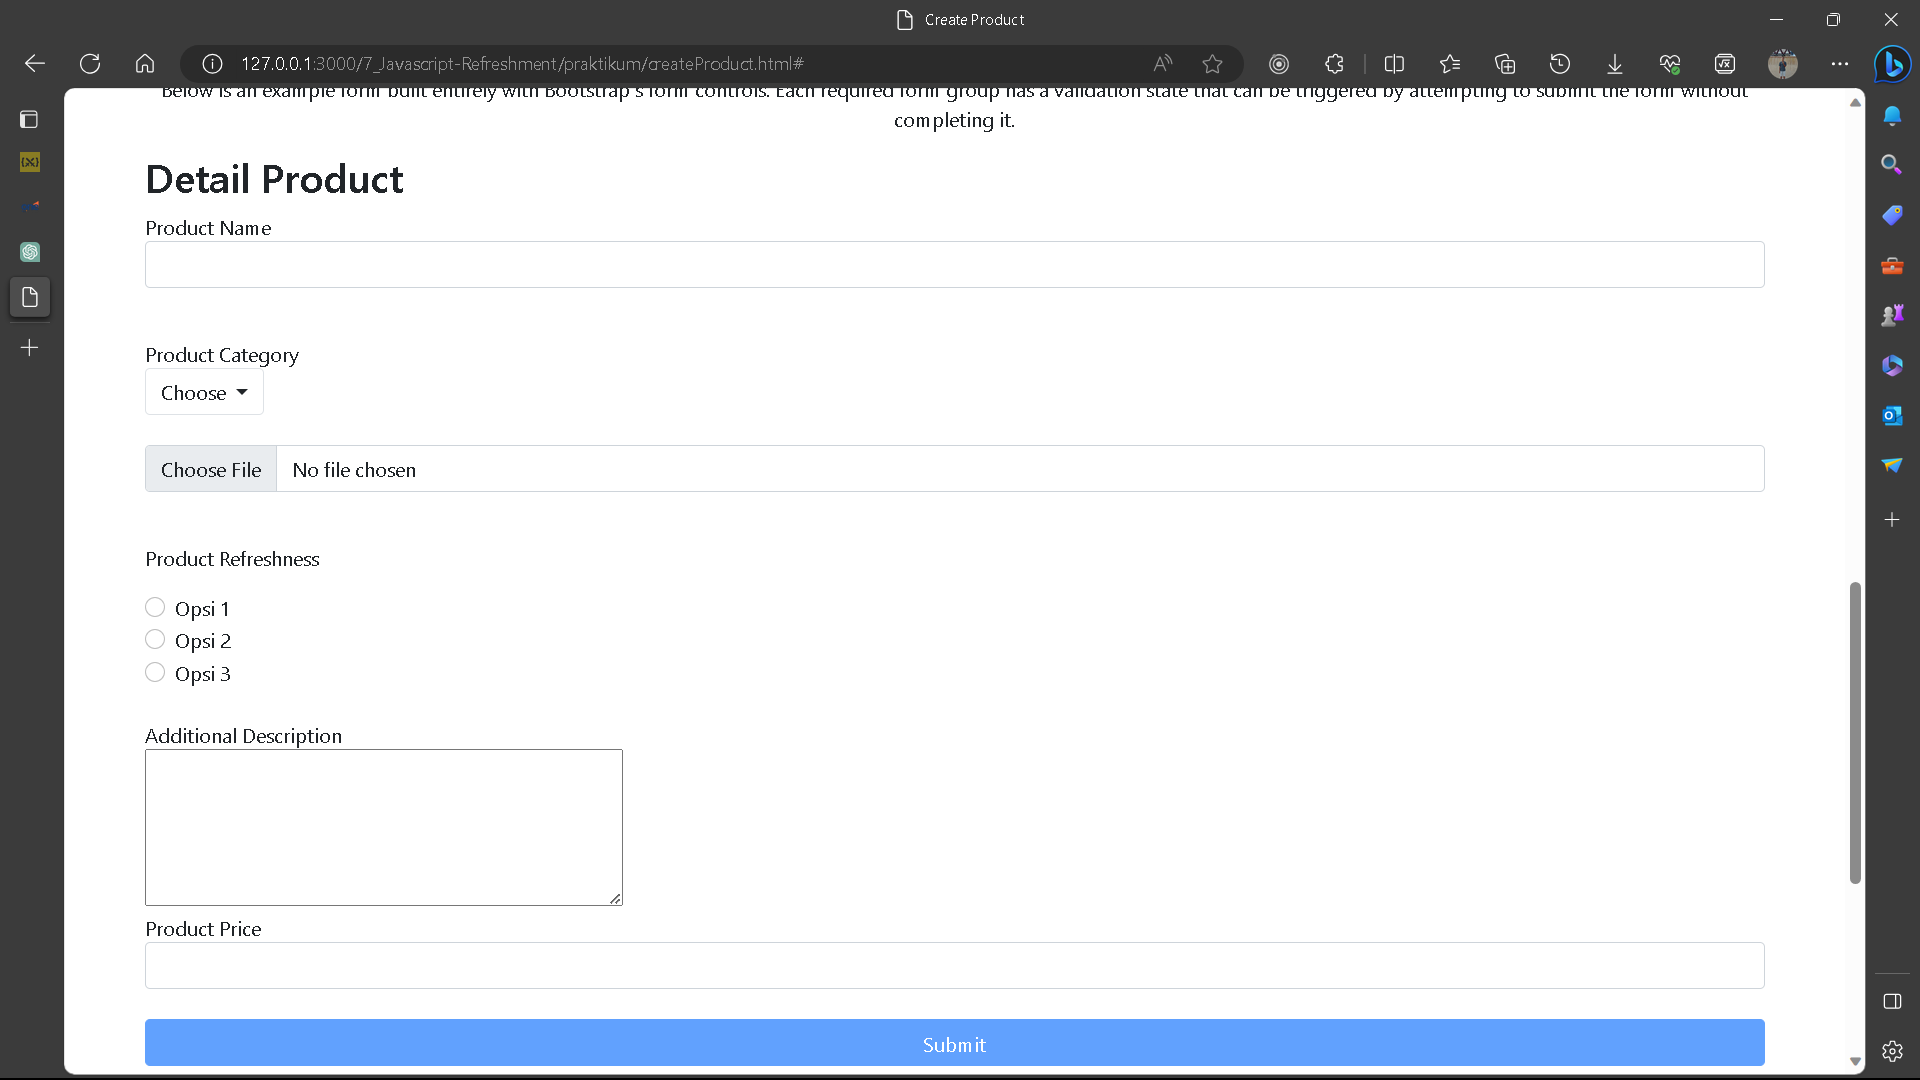 Create Product
127.0.0.1:3000/7_Javascript-Refreshment/praktikum/createProduct.html#
Below is an example form built entirely with Bootstrap's form controls. Each required form group has a validation state that can be triggered by attempting to submit the form without
completing it.
Detail Product
Product Name
Product Category
Choose
Choose File No file chosen
Product Refreshness
Opsi 1
Opsi 2
Opsi 3
Additional Description
Product Price
Submit